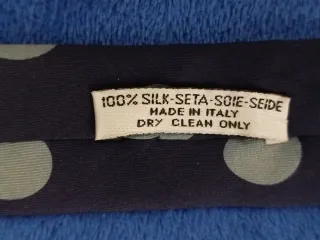 100% SILK-SETA-SOIE-SEIDE
MADE IN ITALY
DRY CLEAN ONLY